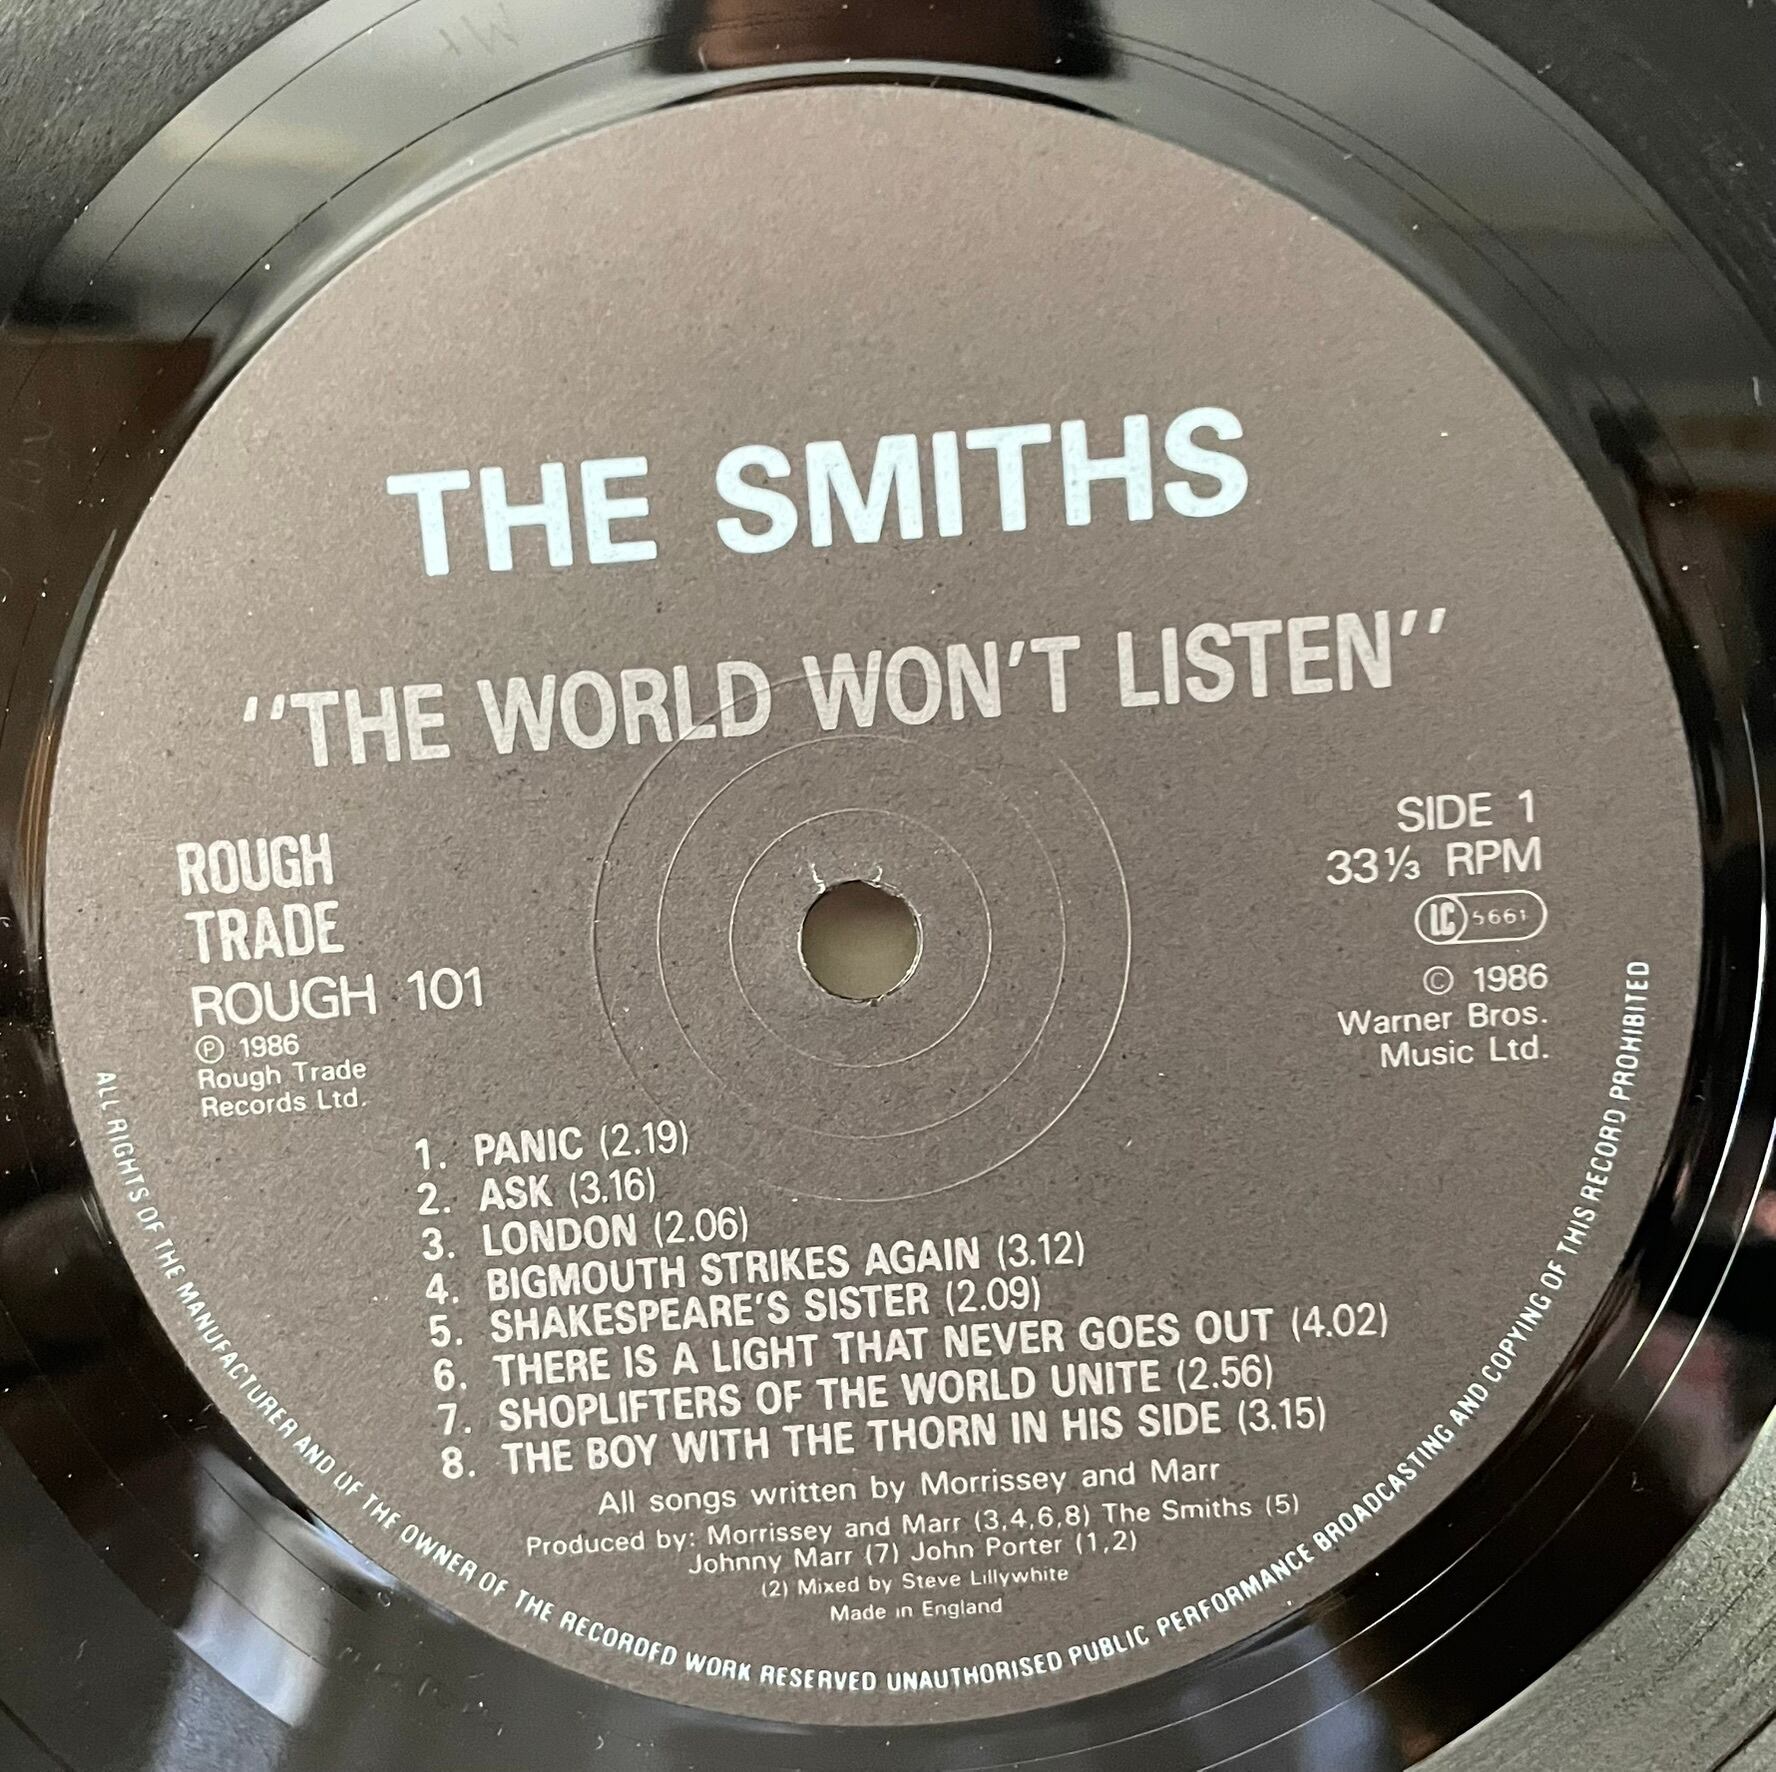 THE SMITHS
"THE WORLD WON'T LISTEN"
ROUGH
TRADE
ROUGH 101
℗ 1986
Rough Trade
Records Ltd.
SIDE 1
33⅓ RPM
LC 5661
© 1986
Warner Bros.
Music Ltd.
1. PANIC (2.19)
2. ASK (3.16)
3. LONDON (2.06)
4. BIGMOUTH STRIKES AGAIN (3.12)
5. SHAKESPEARE'S SISTER (2.09)
6. THERE IS A LIGHT THAT NEVER GOES OUT (4.02)
7. SHOPLIFTERS OF THE WORLD UNITE (2.56)
8. THE BOY WITH THE THORN IN HIS SIDE (3.15)
All songs written by Morrissey and Marr
Produced by: Morrissey and Marr (3,4,6,8) The Smiths (5)
Johnny Marr (7) John Porter (1,2)
(2) Mixed by Steve Lillywhite
Made in England
ALL RIGHTS OF THE MANUFACTURER AND OF THE OWNER OF THE RECORDED WORK RESERVED UNAUTHORISED PUBLIC PERFORMANCE BROADCASTING AND COPYING OF THIS RECORD PROHIBITED